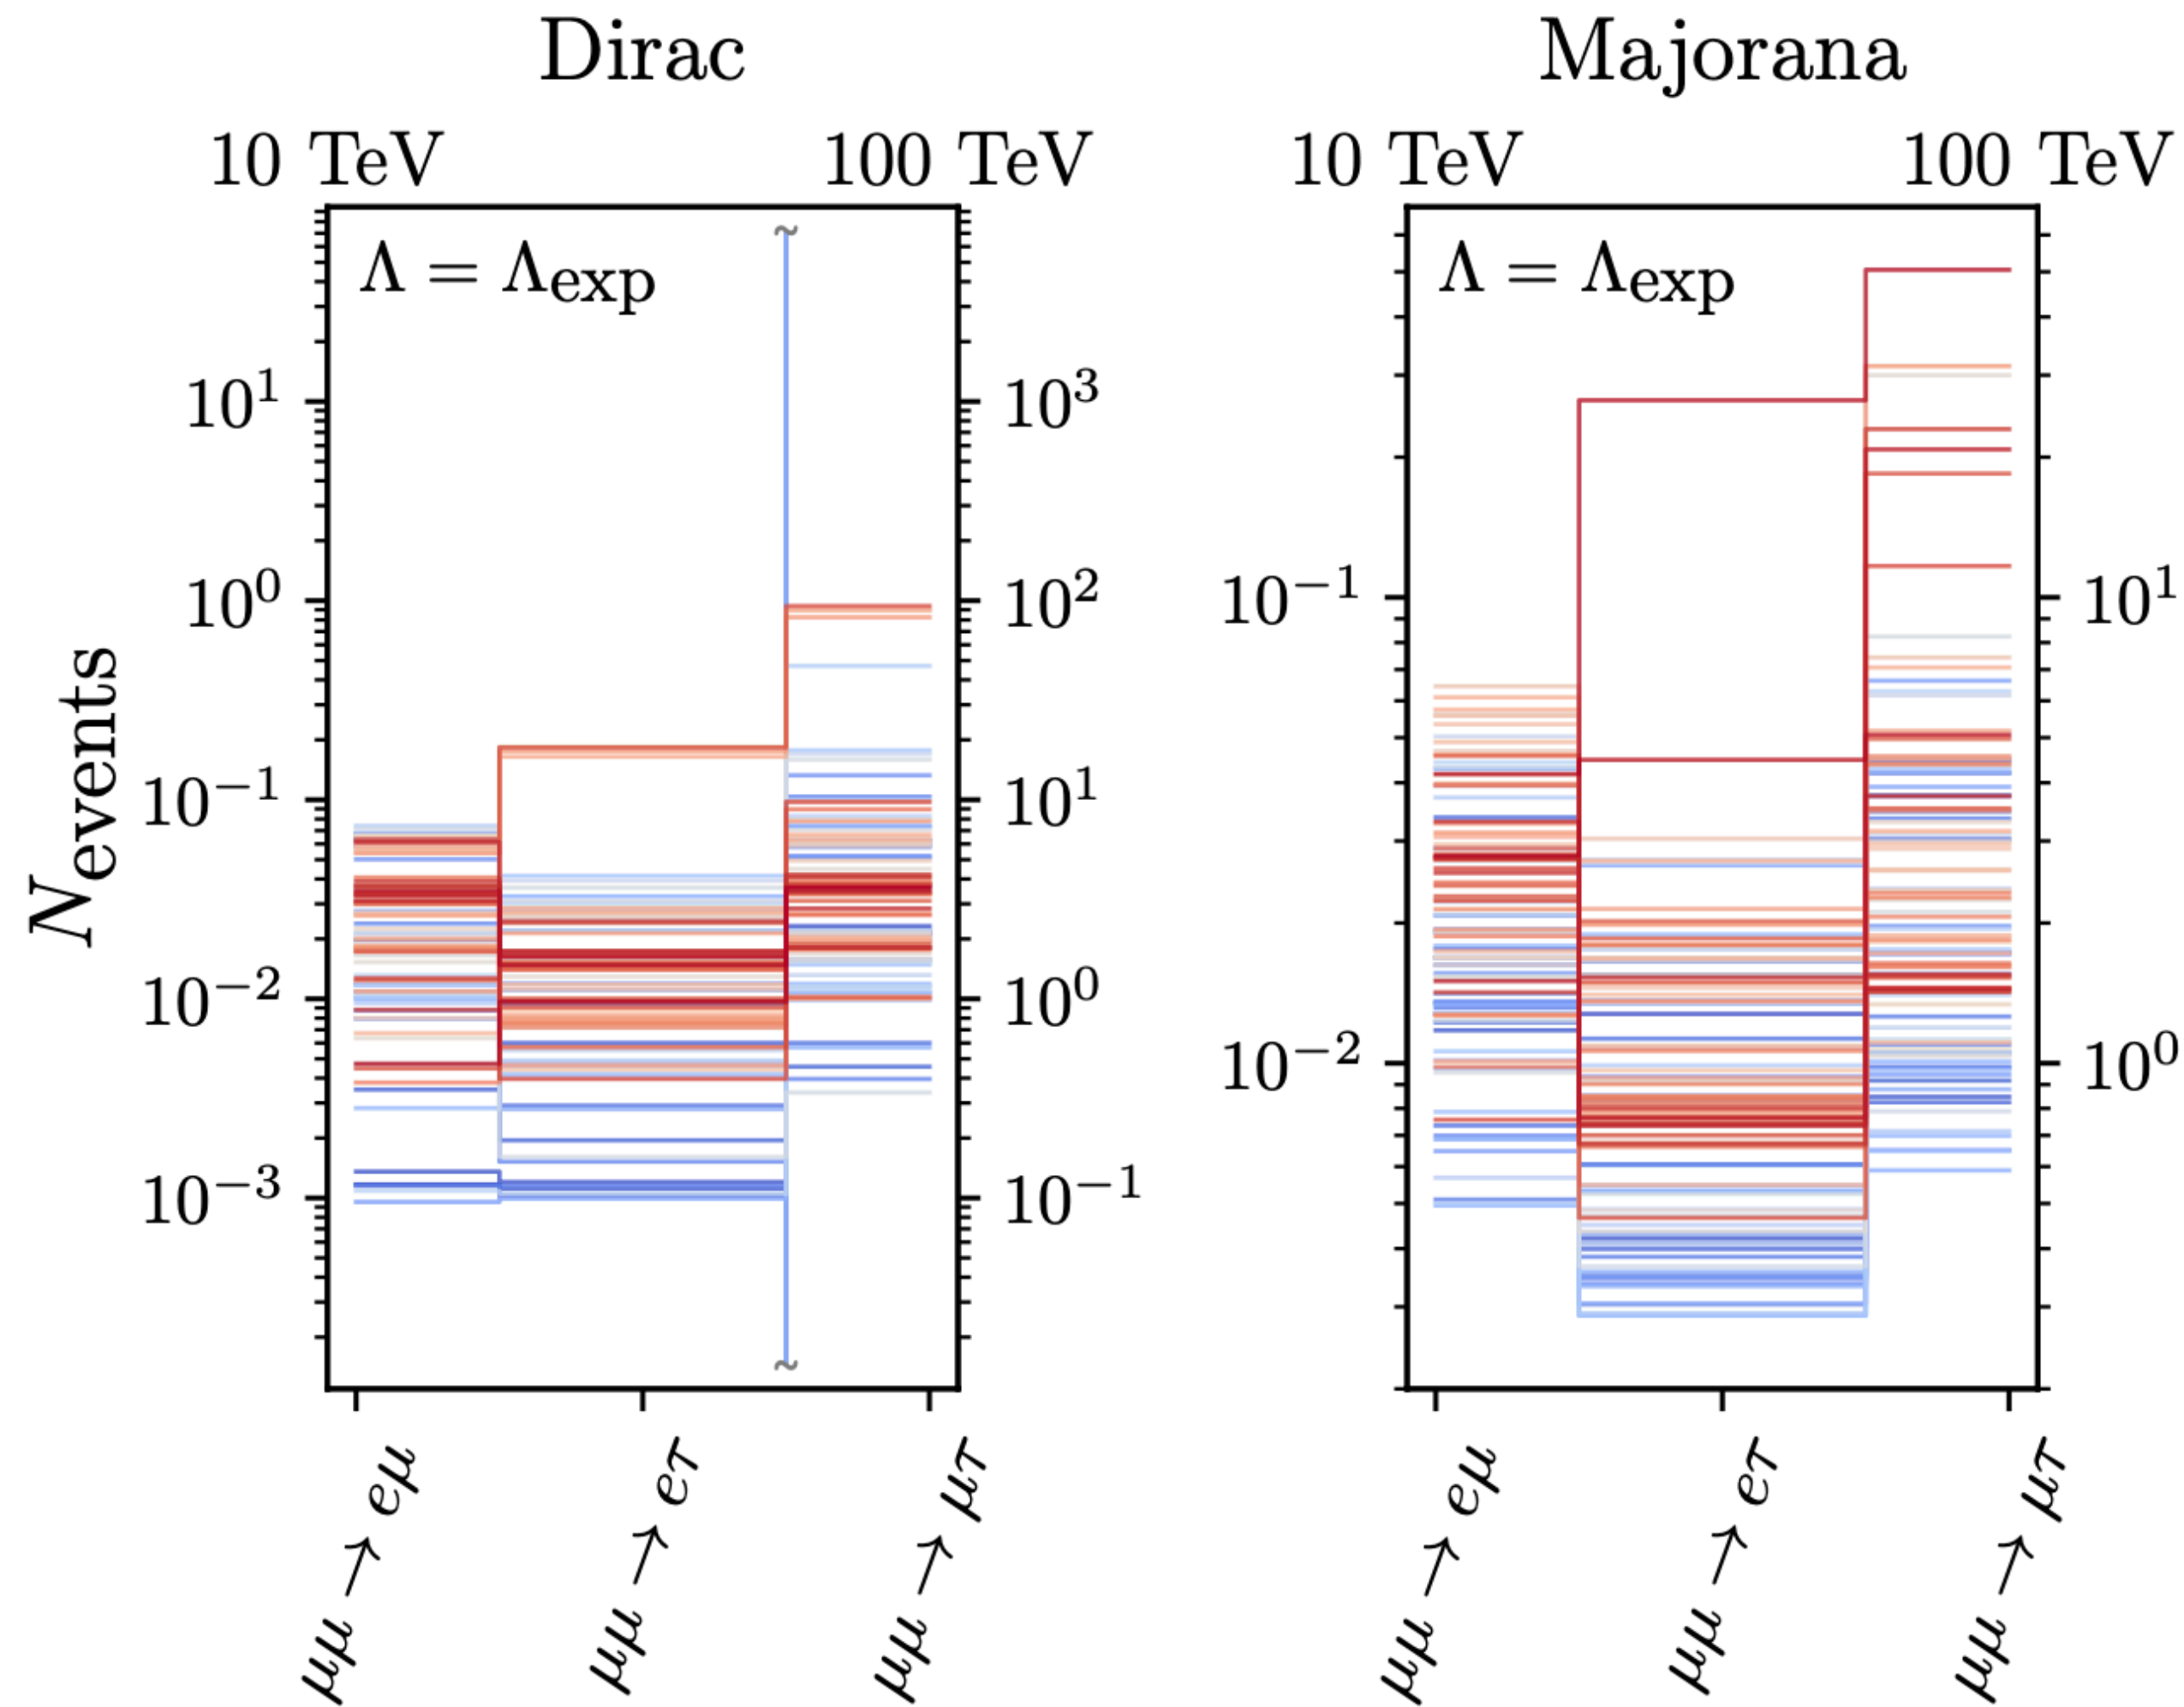 Dirac
10 TeV 100 TeV
Λ = Λexp
10¹
10⁰
10⁻¹
10⁻²
10⁻³
Nevents
10³
10²
10¹
10⁰
10⁻¹
μμ → eμ
μμ → eτ
μμ → μτ
Majorana
10 TeV 100 TeV
Λ = Λexp
10⁻¹
10⁻²
10¹
10⁰
μμ → eμ
μμ → eτ
μμ → μτ